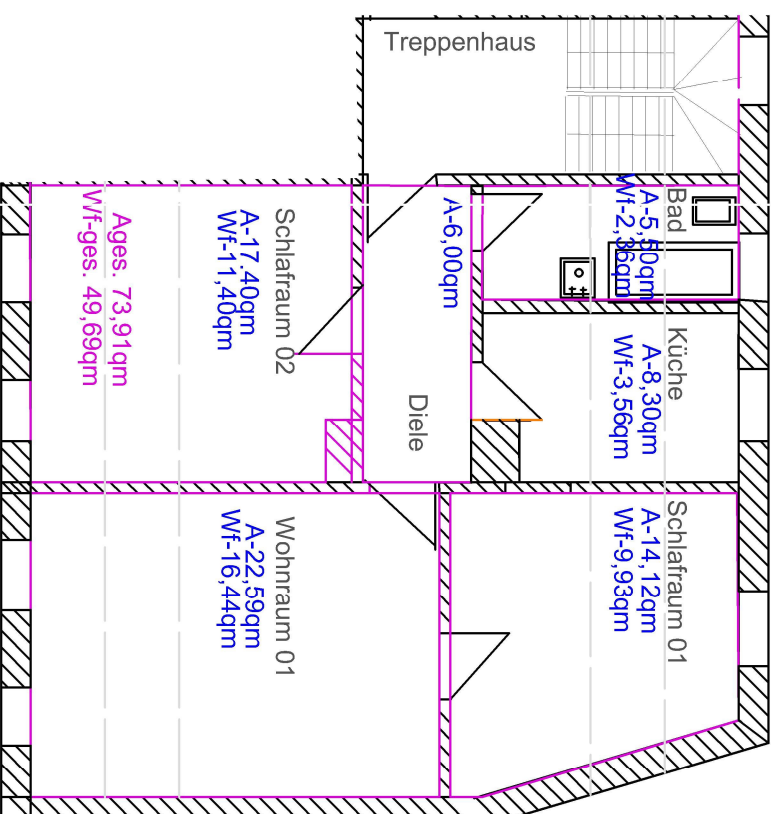 Treppenhaus
Bad
A-5,50qm
Wf-2,36qm
A-6,00qm
Schlafraum 02
A-17.40qm
Wf-11,40qm
Ages. 73,91qm
Wf-ges. 49,69qm
Küche
A-8,30qm
Wf-3,56qm
Diele
Schlafraum 01
A-14,12qm
Wf-9,93qm
Wohnraum 01
A-22,59qm
Wf-16,44qm